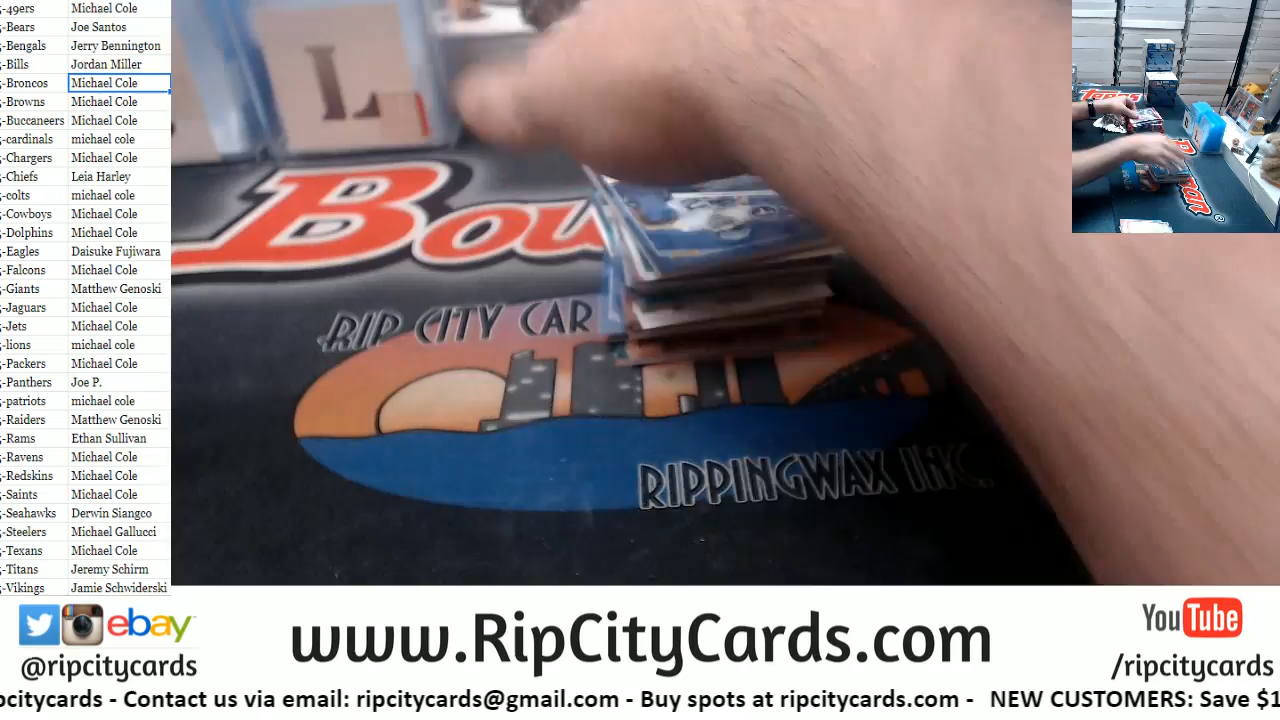 -49ers Michael Cole
-Bears Joe Santos
-Bengals Jerry Bennington
-Bills Jordan Miller
-Broncos Michael Cole
-Browns Michael Cole
-Buccaneers Michael Cole
-cardinals michael cole
-Chargers Michael Cole
-Chiefs Leia Harley
-colts michael cole
-Cowboys Michael Cole
-Dolphins Michael Cole
-Eagles Daisuke Fujiwara
-Falcons Michael Cole
-Giants Matthew Genoski
-Jaguars Michael Cole
-Jets Michael Cole
-lions michael cole
-Packers Michael Cole
-Panthers Joe P.
-patriots michael cole
-Raiders Matthew Genoski
-Rams Ethan Sullivan
-Ravens Michael Cole
-Redskins Michael Cole
-Saints Michael Cole
-Seahawks Derwin Siangco
-Steelers Michael Gallucci
-Texans Michael Cole
-Titans Jeremy Schirm
-Vikings Jamie Schwiderski
L
Bow
RIP CITY CAR
RIPPINGWAX INC.
Topps
ebay
@ripcitycards
www.RipCityCards.com
YouTube
/ripcitycards
pcitycards - Contact us via email: ripcitycards@gmail.com - Buy spots at ripcitycards.com - NEW CUSTOMERS: Save $1